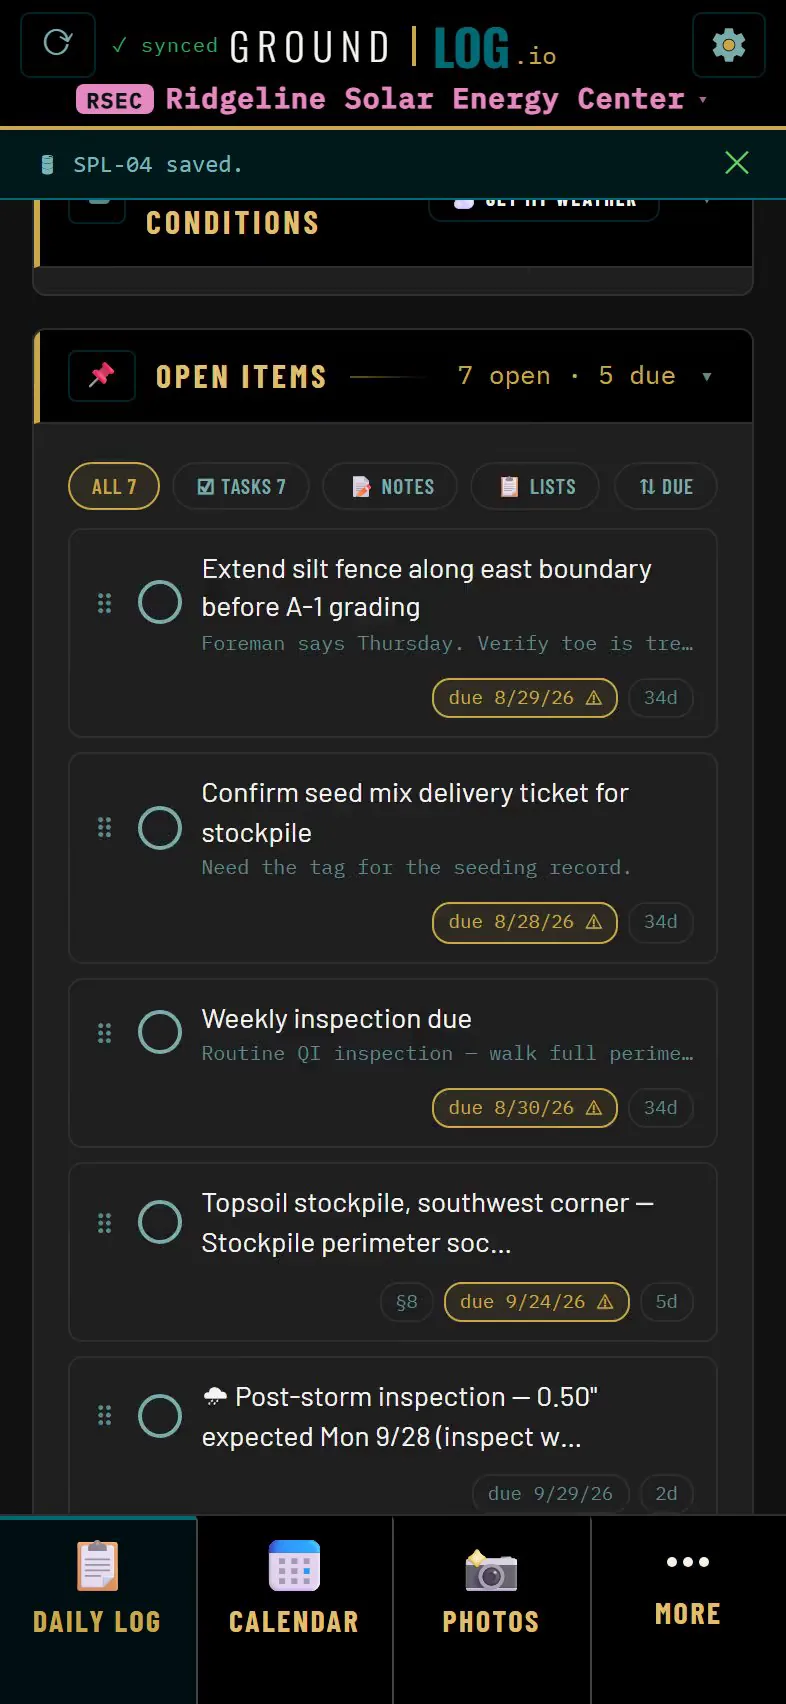 ✓ synced GROUND | LOG.io
RSEC Ridgeline Solar Energy Center ▾
SPL-04 saved.
GET MY WEATHER
CONDITIONS
OPEN ITEMS 7 open · 5 due ▾
ALL 7 ☑ TASKS 7 NOTES LISTS ⇅ DUE
Extend silt fence along east boundary
before A-1 grading
Foreman says Thursday. Verify toe is tre…
due 8/29/26 ⚠ 34d
Confirm seed mix delivery ticket for
stockpile
Need the tag for the seeding record.
due 8/28/26 ⚠ 34d
Weekly inspection due
Routine QI inspection — walk full perime…
due 8/30/26 ⚠ 34d
Topsoil stockpile, southwest corner —
Stockpile perimeter soc...
§8 due 9/24/26 ⚠ 5d
Post-storm inspection — 0.50"
expected Mon 9/28 (inspect w...
due 9/29/26 2d
DAILY LOG CALENDAR PHOTOS MORE